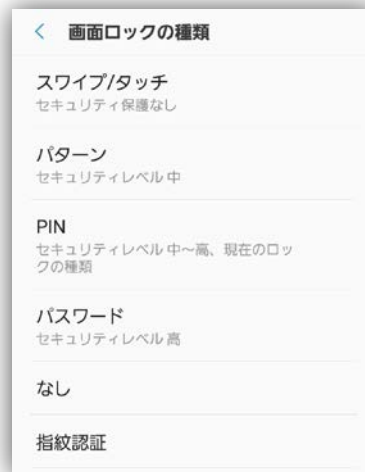 画面ロックの種類
スワイプ/タッチ
セキュリティ保護なし
パターン
セキュリティレベル 中
PIN
セキュリティレベル 中～高、現在のロッ
クの種類
パスワード
セキュリティレベル 高
なし
指紋認証